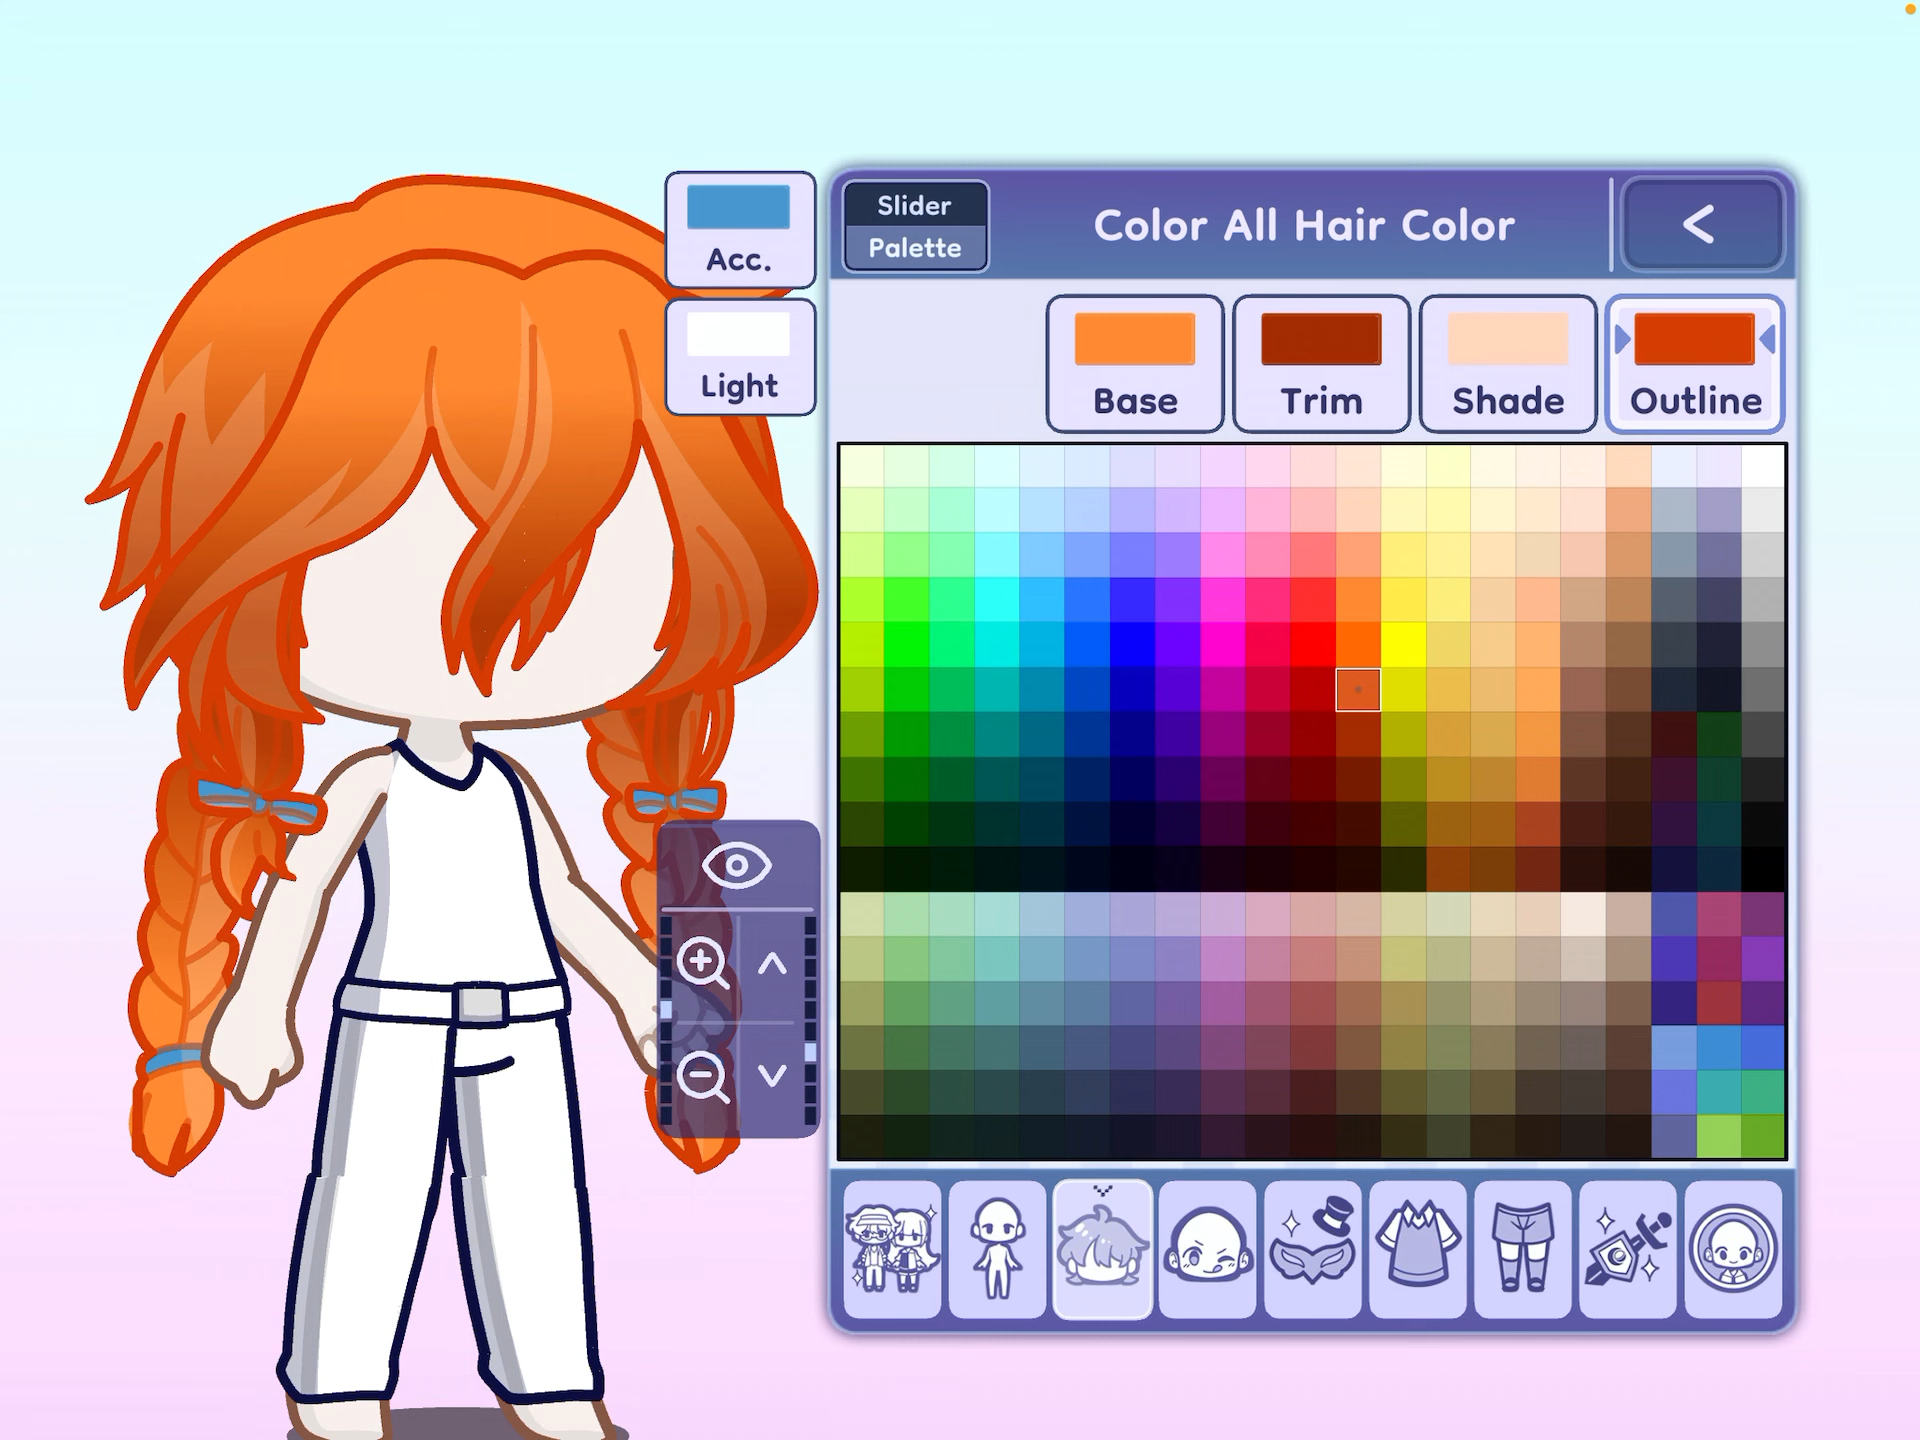 Slider
Palette
Color All Hair Color
<
Acc.
Light
Base
Trim
Shade
Outline